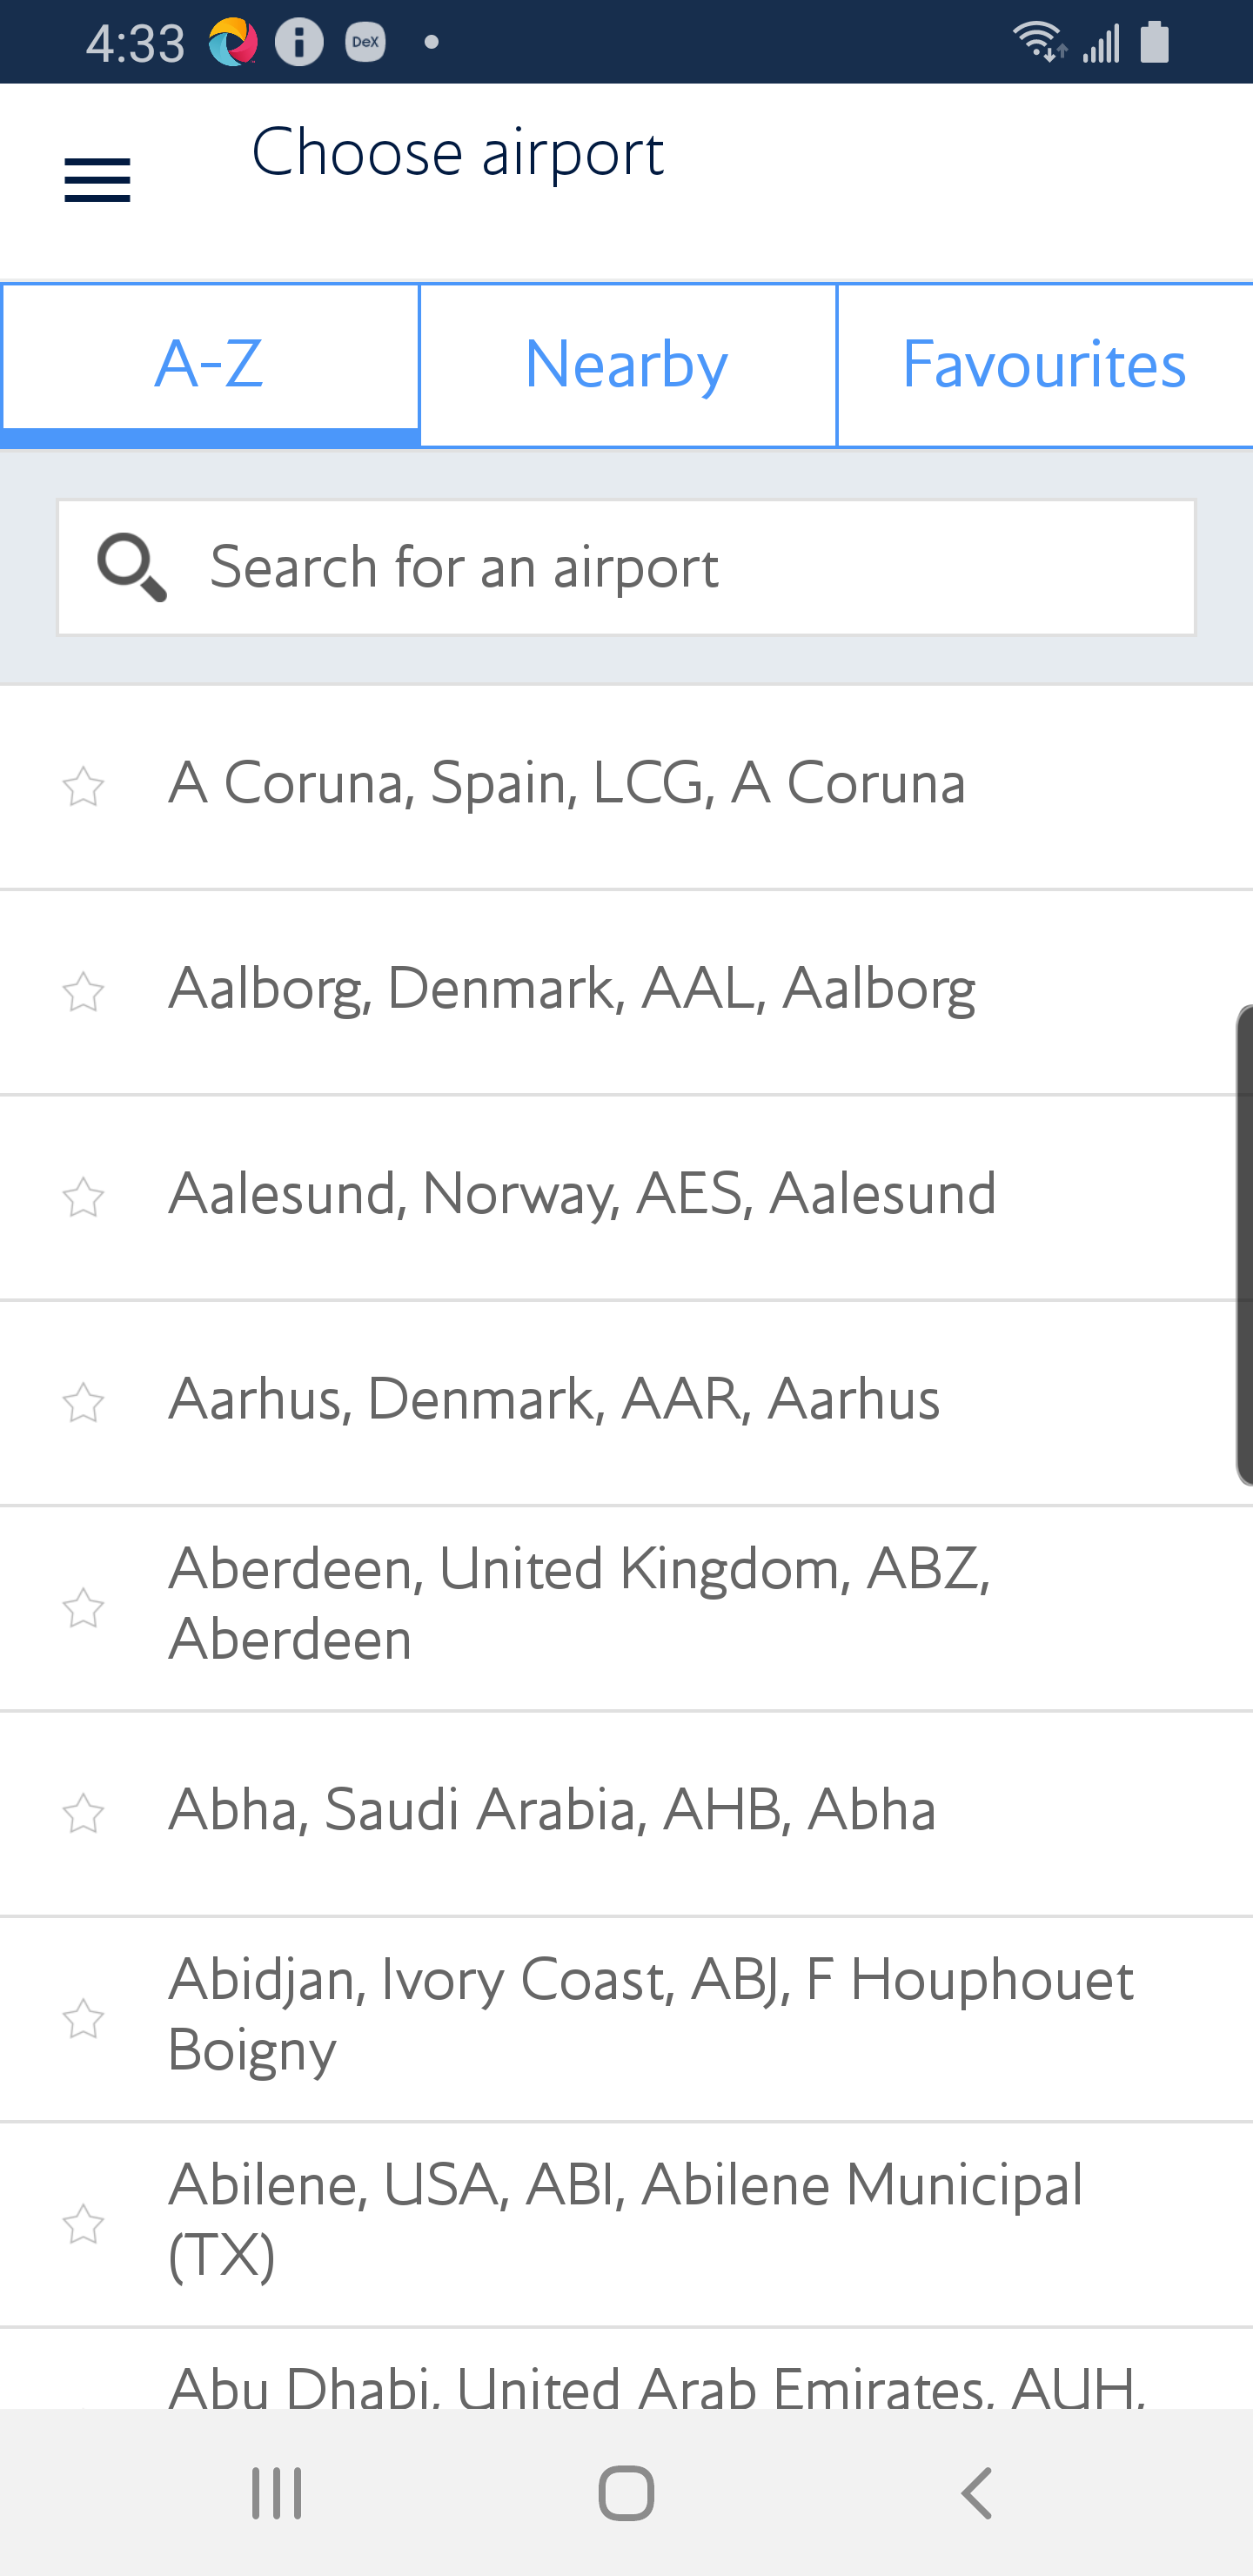 4:33
DeX
Choose airport
A-Z
Nearby
Favourites
Search for an airport
A Coruna, Spain, LCG, A Coruna
Aalborg, Denmark, AAL, Aalborg
Aalesund, Norway, AES, Aalesund
Aarhus, Denmark, AAR, Aarhus
Aberdeen, United Kingdom, ABZ,
Aberdeen
Abha, Saudi Arabia, AHB, Abha
Abidjan, Ivory Coast, ABJ, F Houphouet
Boigny
Abilene, USA, ABI, Abilene Municipal
(TX)
Abu Dhabi, United Arab Emirates, AUH,